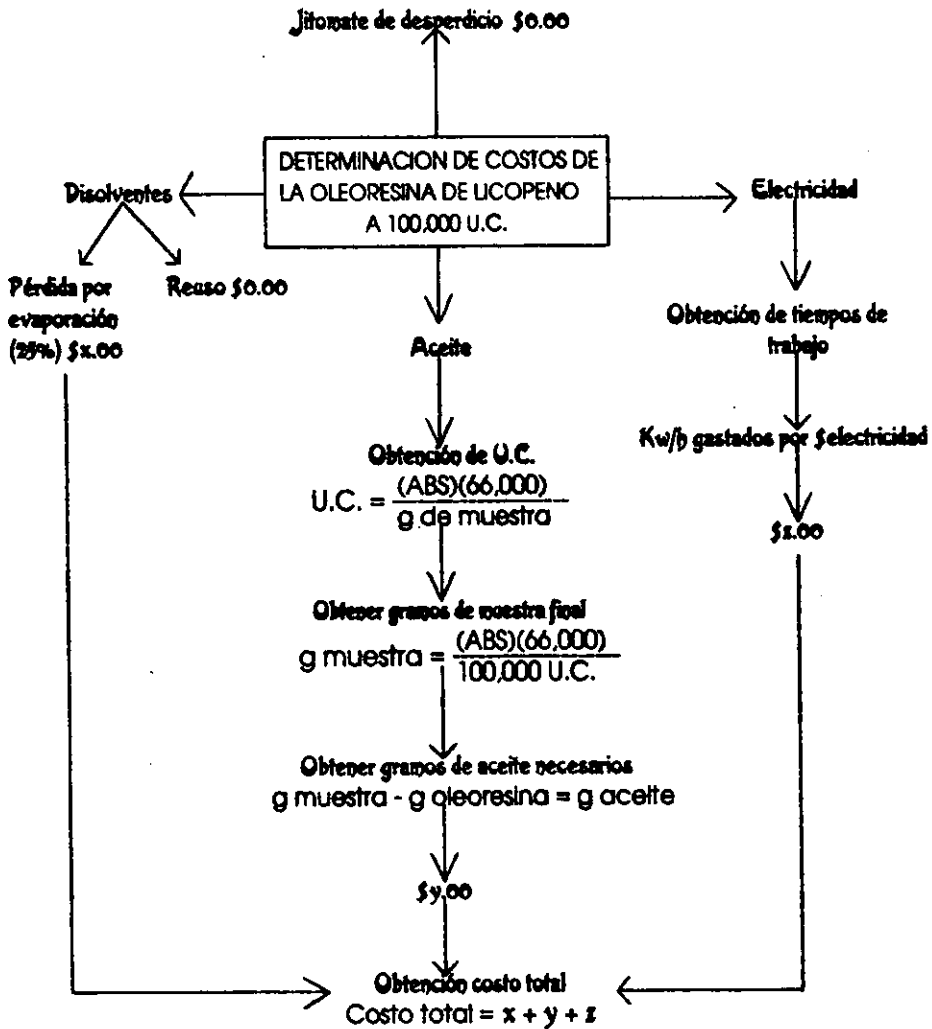 Jitomate de desperdicio $0.00
DETERMINACION DE COSTOS DE
LA OLEORESINA DE LICOPENO
A 100,000 U.C.
Disolventes
Electricidad
Pérdida por
evaporación
(25%) $x.00
Reuso $0.00
Aceite
Obtención de tiempos de
trabajo
Kw/h gastados por $electricidad
$z.00
Obtención de U.C.
U.C. = (ABS)(66,000)
g de muestra
Obtener gramos de muestra final
g muestra = (ABS)(66,000)
100,000 U.C.
Obtener gramos de aceite necesarios
g muestra - g oleoresina = g aceite
$y.00
Obtención costo total
Costo total = x + y + z